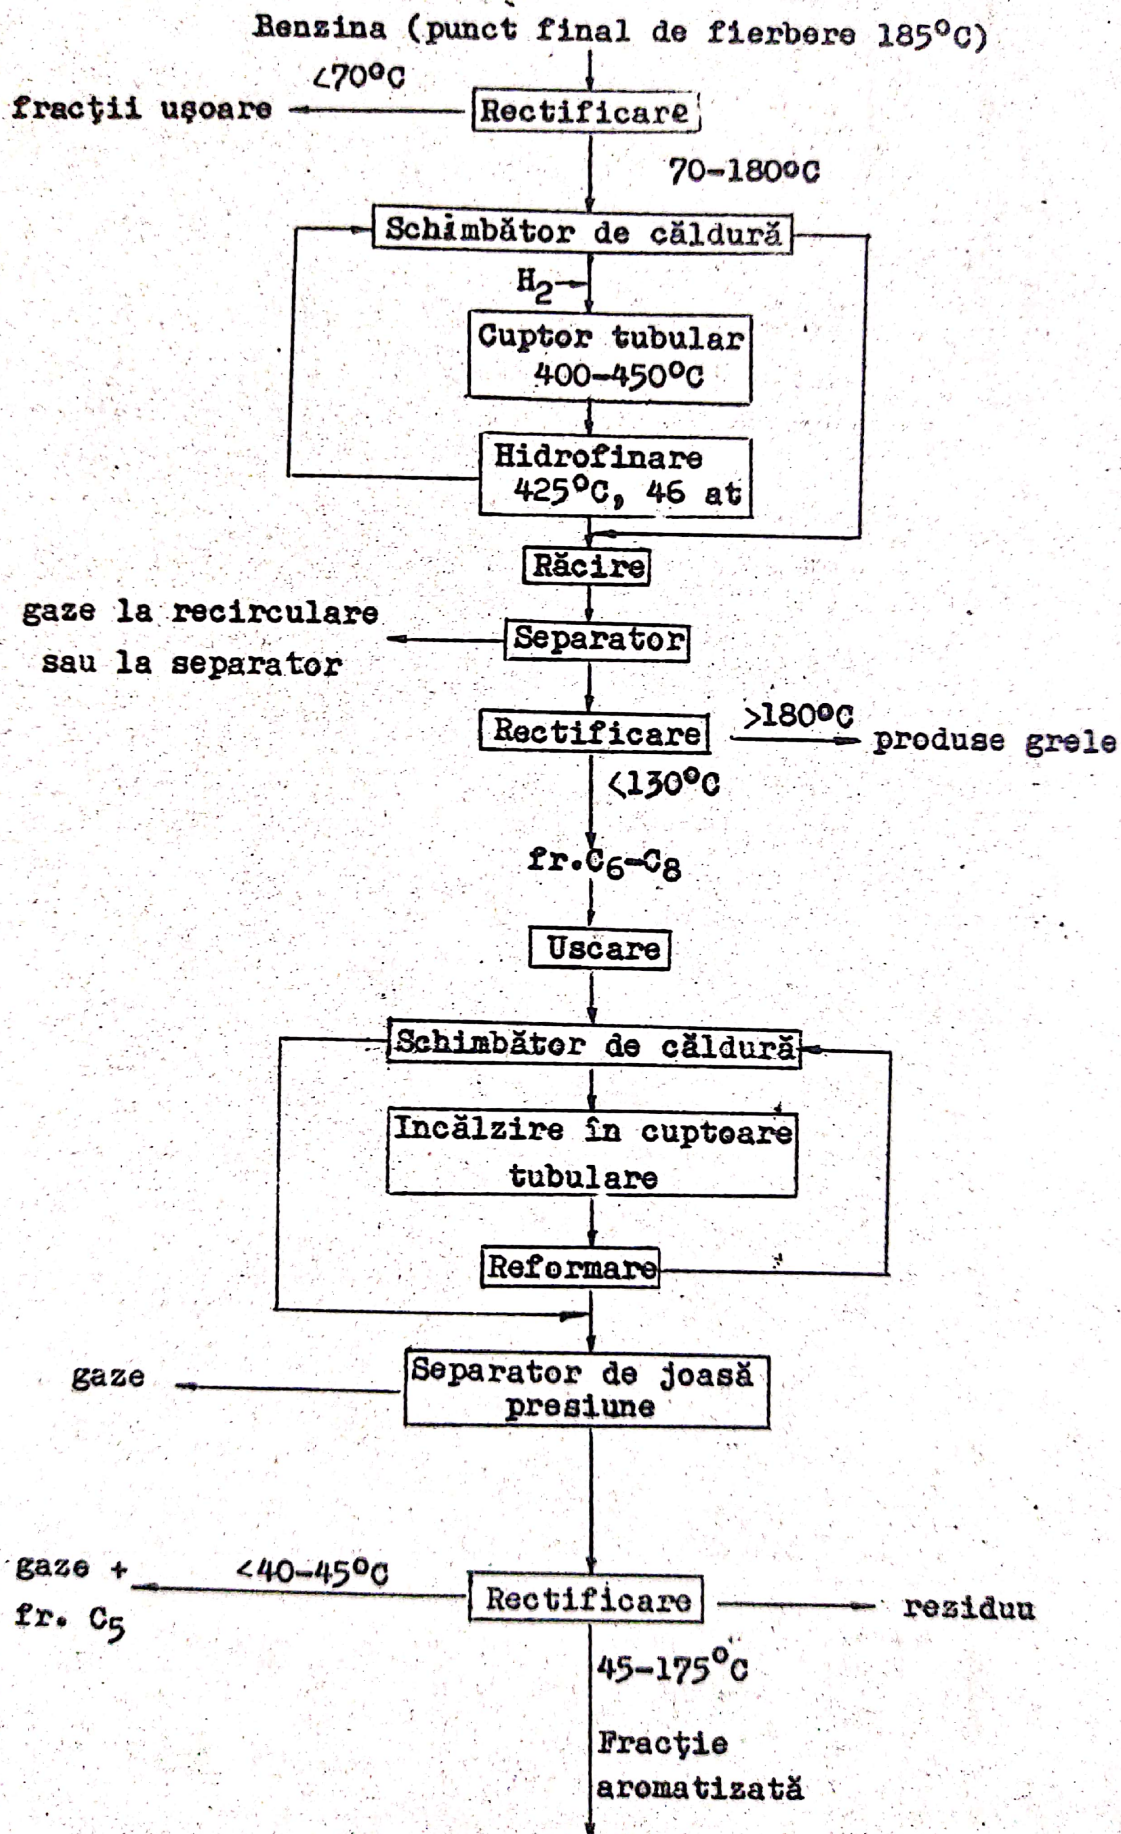 Benzina (punct final de fierbere 185°C)
<70°C
fracţii uşoare
Rectificare
70-180°C
Schimbător de căldură
H2
Cuptor tubular
400-450°C
Hidrofinare
425°C, 46 at
Răcire
gaze la recirculare
sau la separator
Separator
Rectificare
>180°C
produse grele
<130°C
fr.C6-C8
Uscare
Schimbător de căldură
Incălzire în cuptoare
tubulare
Reformare
gaze
Separator de joasă
presiune
gaze +
fr. C5
<40-45°C
Rectificare
reziduu
45-175°C
Fracţie
aromatizată